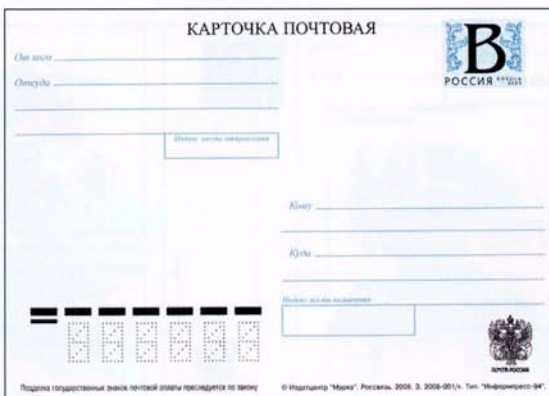 КАРТОЧКА ПОЧТОВАЯ
В
РОССИЯ ROSSIJA
От кого
Откуда
Индекс места отправления
Кому
Куда
Индекс места назначения
ПОЧТА РОССИИ
Подделка государственных знаков почтовой оплаты преследуется по закону
© Издатцентр "Марка". Россвязь. 2008. З. 2008-001/ч. Тип. "Информпресс-94".